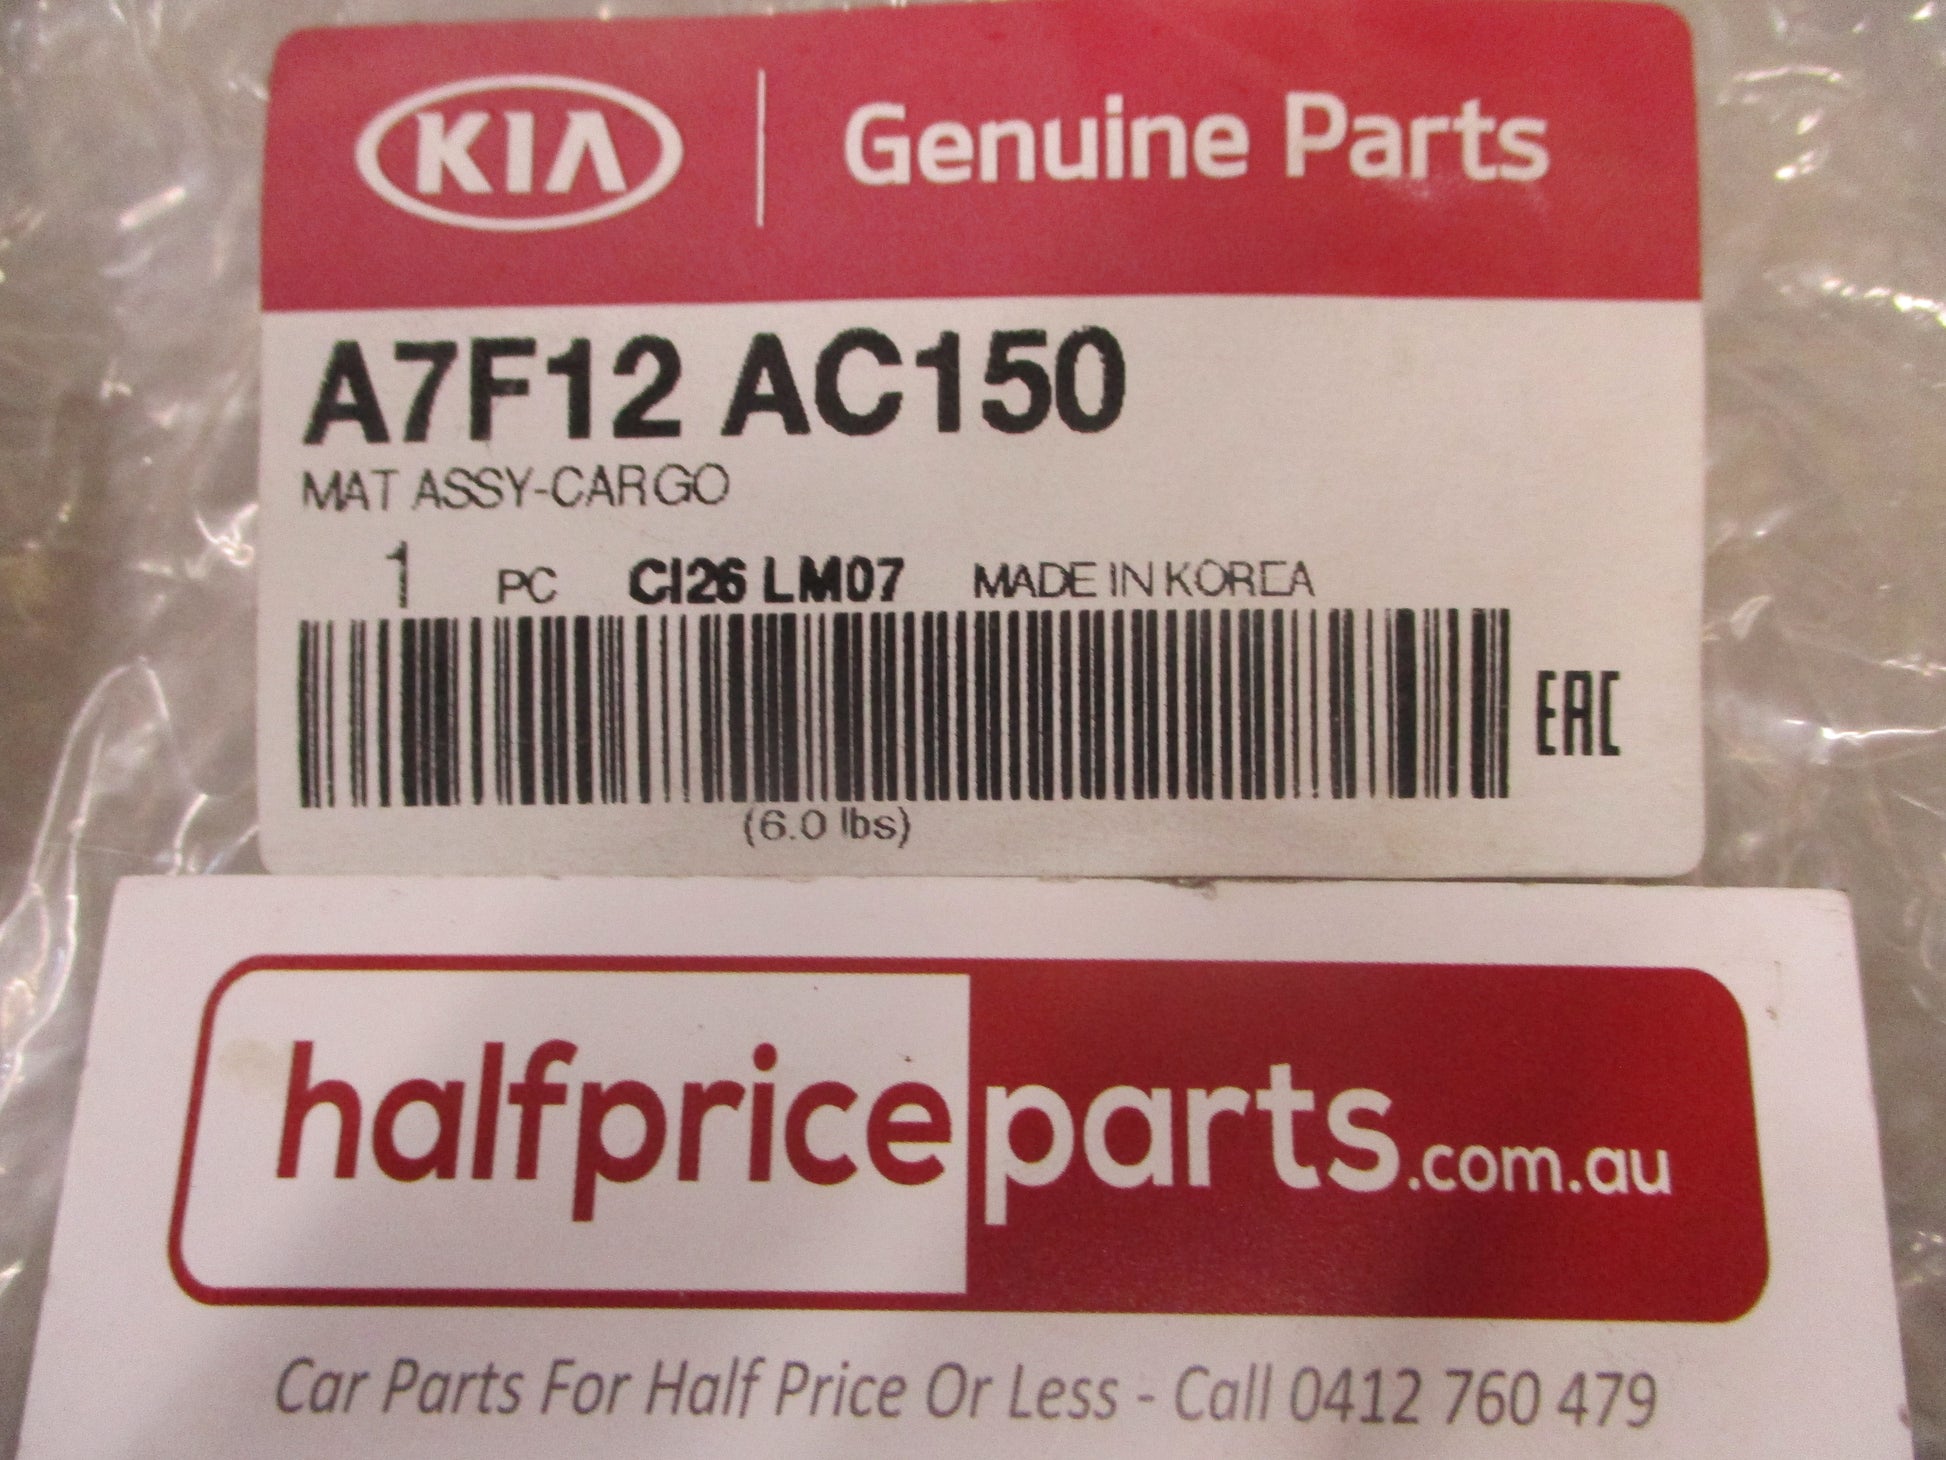 KIA Genuine Parts
A7F12 AC150
MAT ASSY-CARGO
1 PC CI26 LM07 MADE IN KOREA
EAC
(6.0 lbs)
halfpriceparts.com.au
Car Parts For Half Price Or Less - Call 0412 760 479